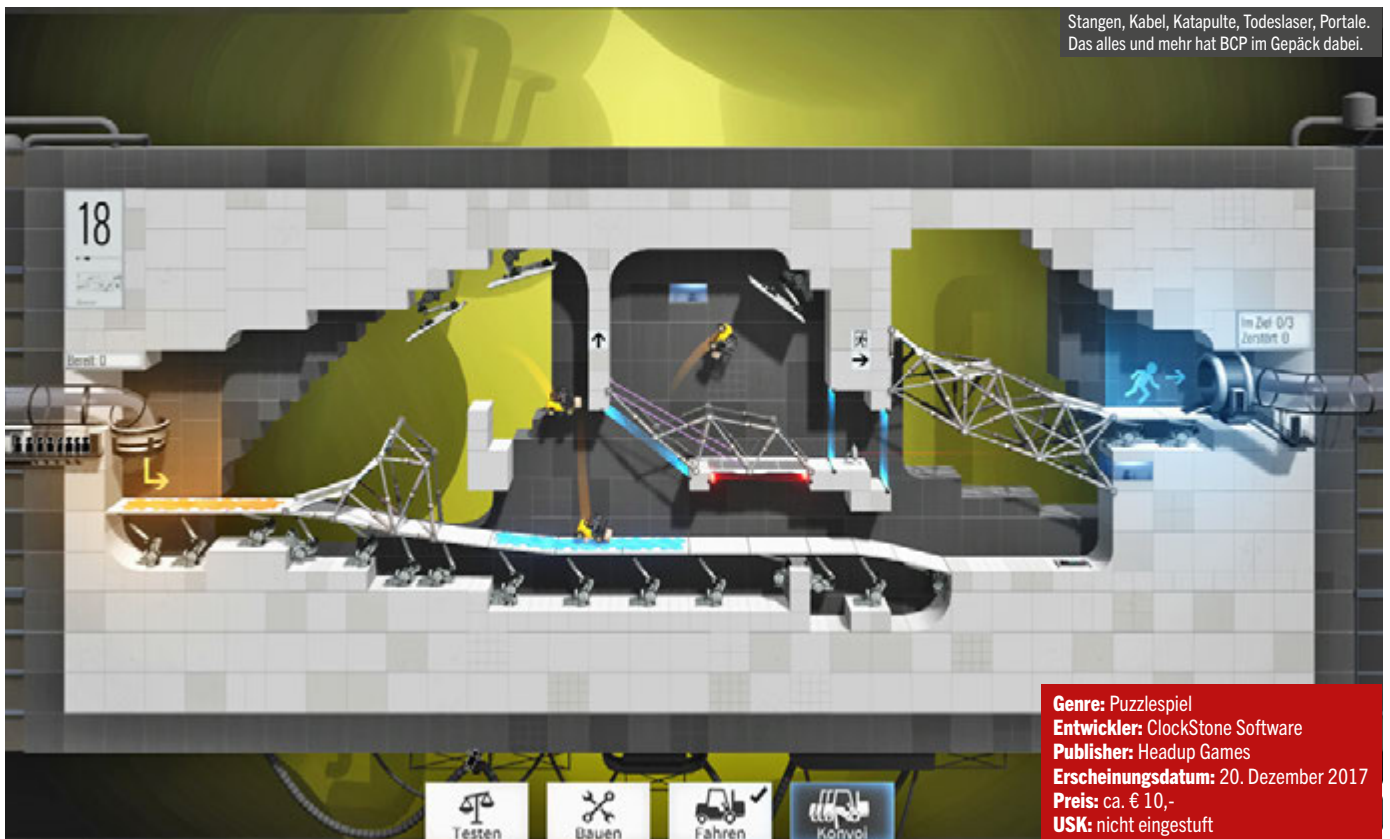 Stangen, Kabel, Katapulte, Todeslaser, Portale.
Das alles und mehr hat BCP im Gepäck dabei.
18
Bereit: 0
Im Ziel: 0/3
Zerstört: 0
Genre: Puzzlespiel
Entwickler: ClockStone Software
Publisher: Headup Games
Erscheinungsdatum: 20. Dezember 2017
Preis: ca. € 10,-
USK: nicht eingestuft
Testen
Bauen
Fahren
Konvoi